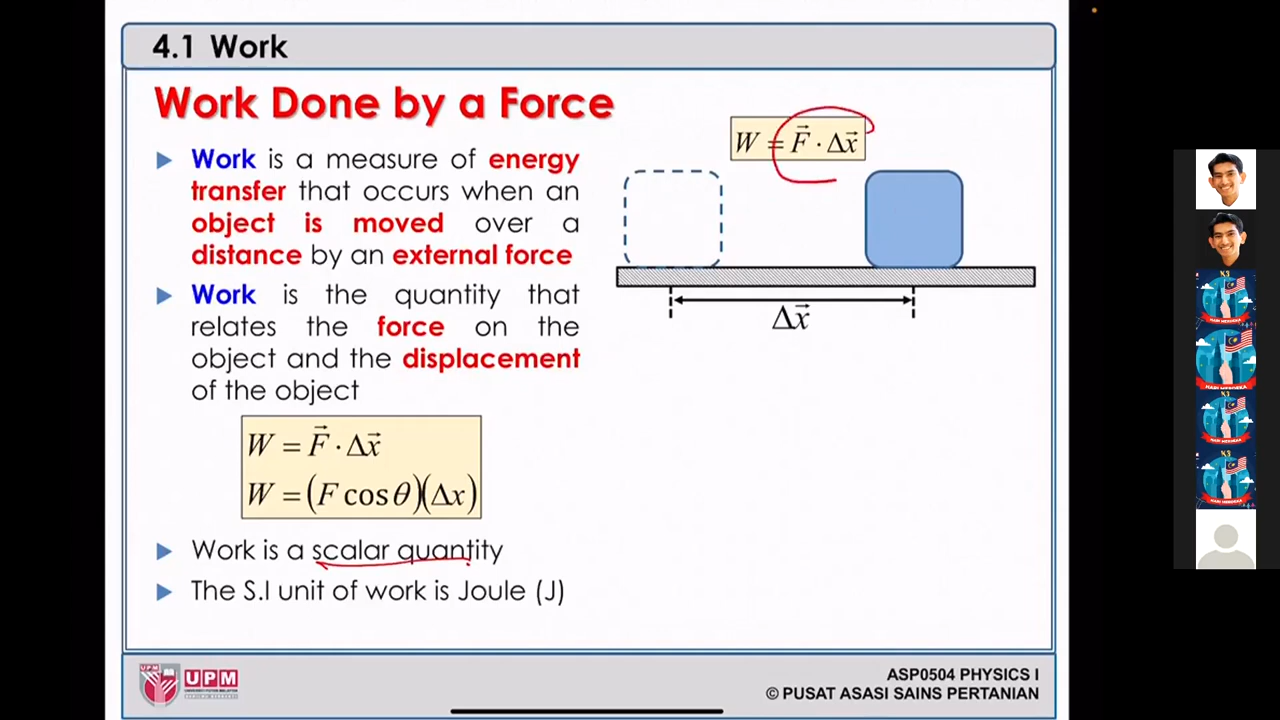 4.1 Work
Work Done by a Force
Work is a measure of energy
transfer that occurs when an
object is moved over a
distance by an external force
Work is the quantity that
relates the force on the
object and the displacement
of the object
W = F⃗ · Δx⃗
W = (F cos θ)(Δx)
Work is a scalar quantity
The S.I unit of work is Joule (J)
W = F⃗ · Δx⃗
Δx⃗
UPM
UPM
ASP0504 PHYSICS I
© PUSAT ASASI SAINS PERTANIAN